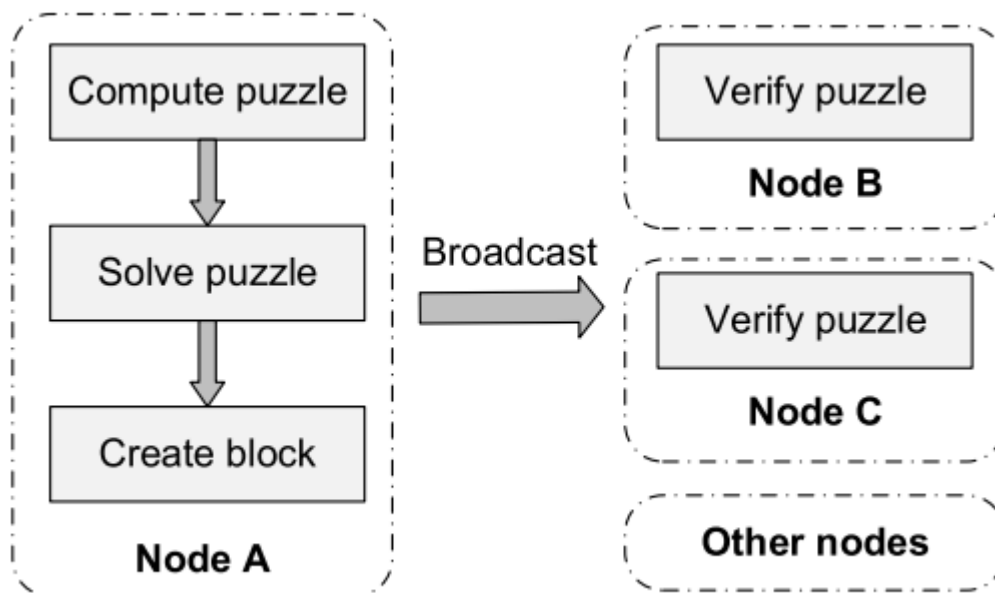 Compute puzzle
Solve puzzle
Create block
Node A
Broadcast
Verify puzzle
Node B
Verify puzzle
Node C
Other nodes